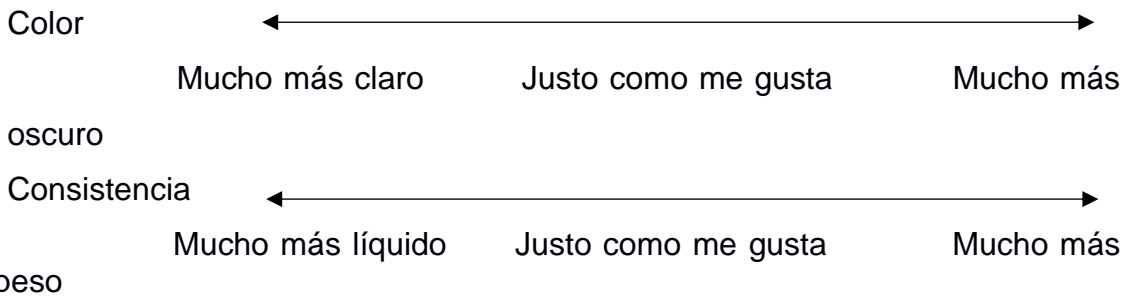 Color
Mucho más claro Justo como me gusta Mucho más
oscuro
Consistencia
Mucho más líquido Justo como me gusta Mucho más